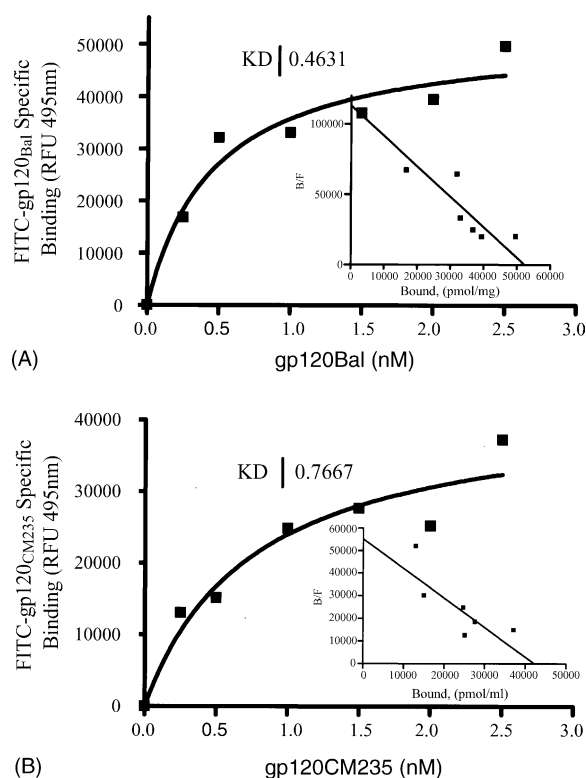 50000
40000
30000
20000
10000
0
FITC-gp120Bal Specific
Binding (RFU 495nm)
KD | 0.4631
100000
50000
0
B/F
0 10000 20000 30000 40000 50000 60000
Bound, (pmol/mg)
0.0 0.5 1.0 1.5 2.0 2.5 3.0
gp120Bal (nM)
(A)
40000
30000
20000
10000
0
FITC-gp120CM235 Specific
Binding (RFU 495nm)
KD | 0.7667
60000
50000
40000
30000
20000
10000
0
B/F
0 10000 20000 30000 40000 50000
Bound, (pmol/ml)
0.0 0.5 1.0 1.5 2.0 2.5 3.0
gp120CM235 (nM)
(B)